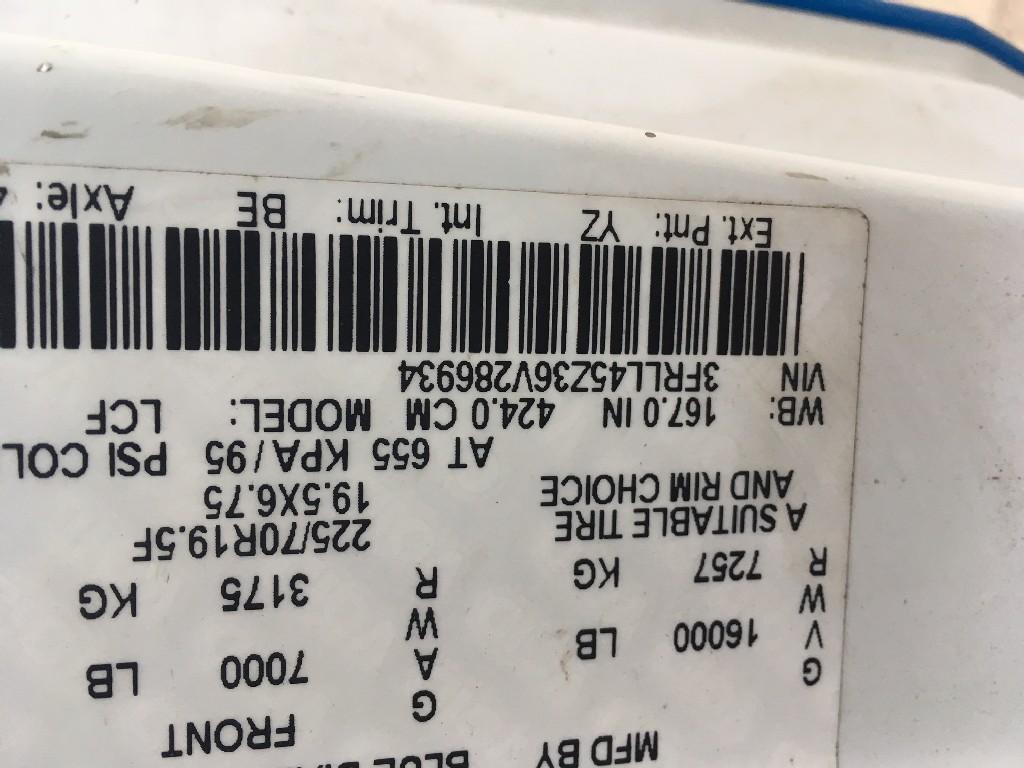 MFD BY BLUE
FRONT
G
V
W
R
16000 LB
7257 KG
G
A
W
R
7000 LB
3175 KG
A SUITABLE TIRE
AND RIM CHOICE
225/70R19.5F
19.5X6.75
AT 655 KPA/95 PSI COL
WB: 167.0 IN 424.0 CM MODEL: LCF
VIN 3FRLL45Z36V286934
Ext. Pnt: YZ Int. Trim: BE Axle: